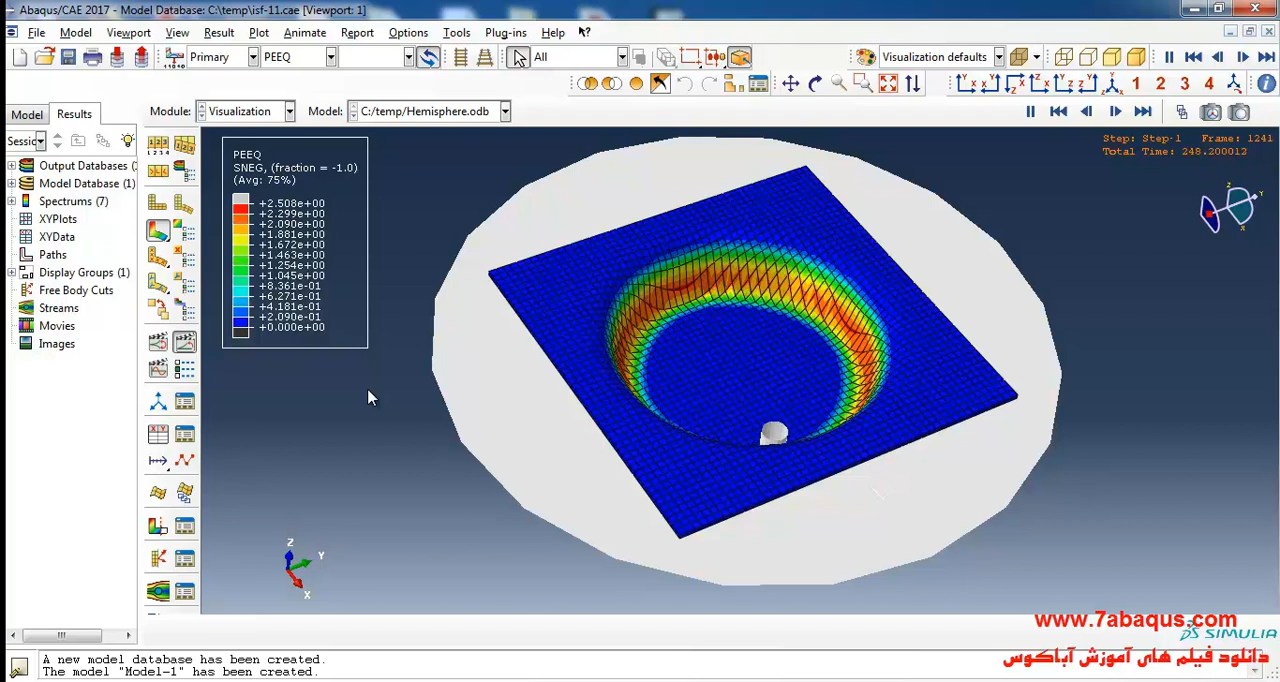 Abaqus/CAE 2017 - Model Database: C:\temp\isf-11.cae [Viewport: 1]
File Model Viewport View Result Plot Animate Report Options Tools Plug-ins Help
Primary PEEQ All Visualization defaults
1 2 3 4
Model Results Module: Visualization Model: C:/temp/Hemisphere.odb
Sessic
Output Databases (
Model Database (1)
Spectrums (7)
XYPlots
XYData
Paths
Display Groups (1)
Free Body Cuts
Streams
Movies
Images
PEEQ
SNEG, (fraction = -1.0)
(Avg: 75%)
+2.508e+00
+2.299e+00
+2.090e+00
+1.881e+00
+1.672e+00
+1.463e+00
+1.254e+00
+1.045e+00
+8.361e-01
+6.271e-01
+4.181e-01
+2.090e-01
+0.000e+00
Step: Step-1 Frame: 1241
Total Time: 248.200012
Z
Y
X
Z
Y
X
www.7abaqus.com
SIMULIA
دانلود فیلم های آموزش آباکوس
A new model database has been created.
The model "Model-1" has been created.